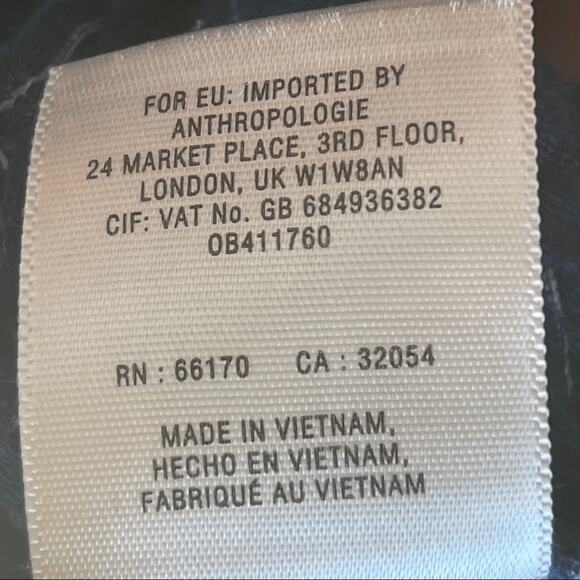 FOR EU: IMPORTED BY
ANTHROPOLOGIE
24 MARKET PLACE, 3RD FLOOR,
LONDON, UK W1W8AN
CIF: VAT No. GB 684936382
OB411760
RN : 66170 CA : 32054
MADE IN VIETNAM,
HECHO EN VIETNAM,
FABRIQUÉ AU VIETNAM